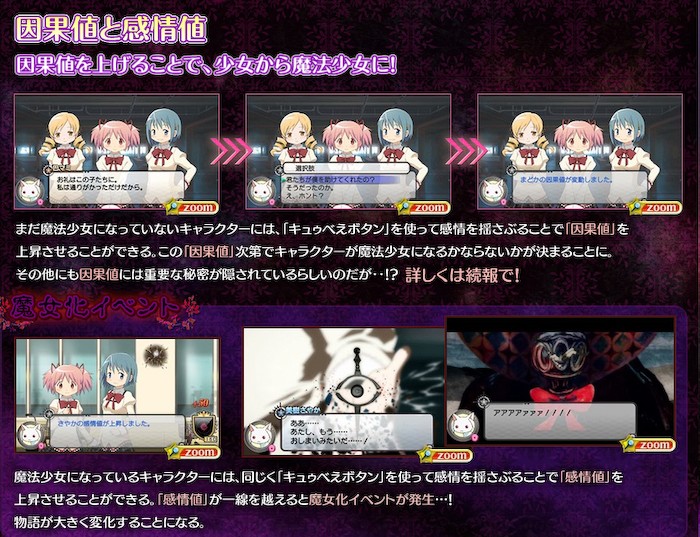 因果値と感情値
因果値を上げることで、少女から魔法少女に!
お礼はこの子たちに。
私は通りがかっただけだから。
zoom
選択肢
君たちが僕を助けてくれたの?
そうだったのか。
え、ホント?
zoom
まどかの因果値が変動しました。
zoom
まだ魔法少女になっていないキャラクターには、「キュゥべえボタン」を使って感情を揺さぶることで「因果値」を
上昇させることができる。この「因果値」次第でキャラクターが魔法少女になるかならないかが決まることに。
その他にも因果値には重要な秘密が隠されているらしいのだが‥!? 詳しくは続報で!
魔女化イベント
さやかの感情値が上昇しました。
zoom
美樹さやか
ああ……
あたし、もう……
おしまいみたいだ……!
zoom
アアアアァァァ!!!!
zoom
魔法少女になっているキャラクターには、同じく「キュゥべえボタン」を使って感情を揺さぶることで「感情値」を
上昇させることができる。「感情値」が一線を越えると魔女化イベントが発生…!
物語が大きく変化することになる。